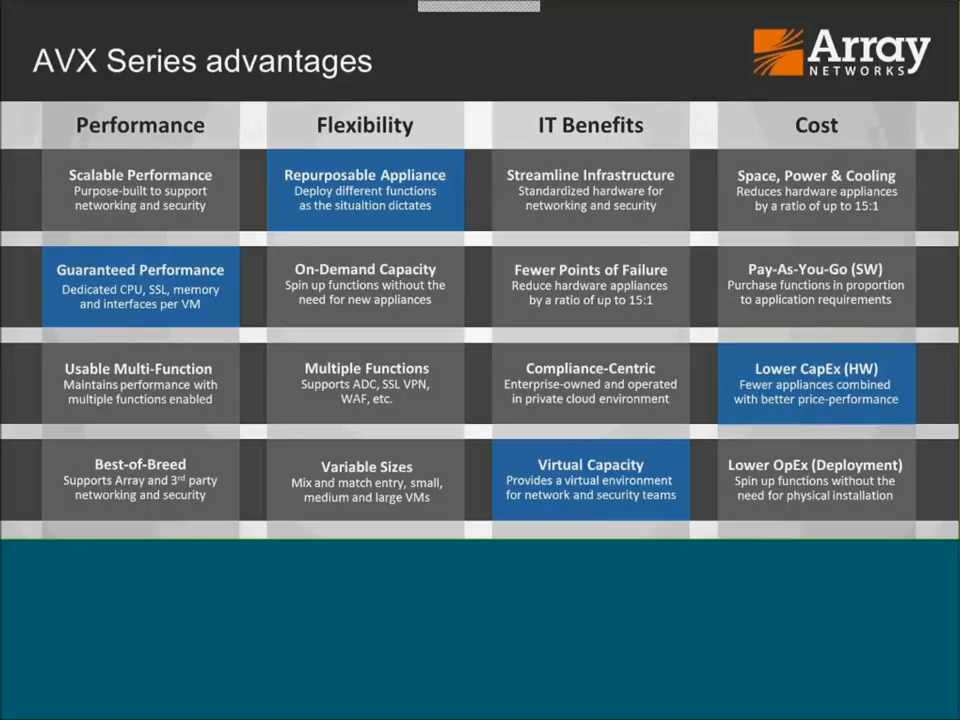 AVX Series advantages
Array
NETWORKS
Performance
Flexibility
IT Benefits
Cost
Scalable Performance
Purpose-built to support
networking and security
Repurposable Appliance
Deploy different functions
as the situaltion dictates
Streamline Infrastructure
Standardized hardware for
networking and security
Space, Power & Cooling
Reduces hardware appliances
by a ratio of up to 15:1
Guaranteed Performance
Dedicated CPU, SSL, memory
and interfaces per VM
On-Demand Capacity
Spin up functions without the
need for new appliances
Fewer Points of Failure
Reduce hardware appliances
by a ratio of up to 15:1
Pay-As-You-Go (SW)
Purchase functions in proportion
to application requirements
Usable Multi-Function
Maintains performance with
multiple functions enabled
Multiple Functions
Supports ADC, SSL VPN,
WAF, etc.
Compliance-Centric
Enterprise-owned and operated
in private cloud environment
Lower CapEx (HW)
Fewer appliances combined
with better price-performance
Best-of-Breed
Supports Array and 3rd party
networking and security
Variable Sizes
Mix and match entry, small,
medium and large VMs
Virtual Capacity
Provides a virtual environment
for network and security teams
Lower OpEx (Deployment)
Spin up functions without the
need for physical installation